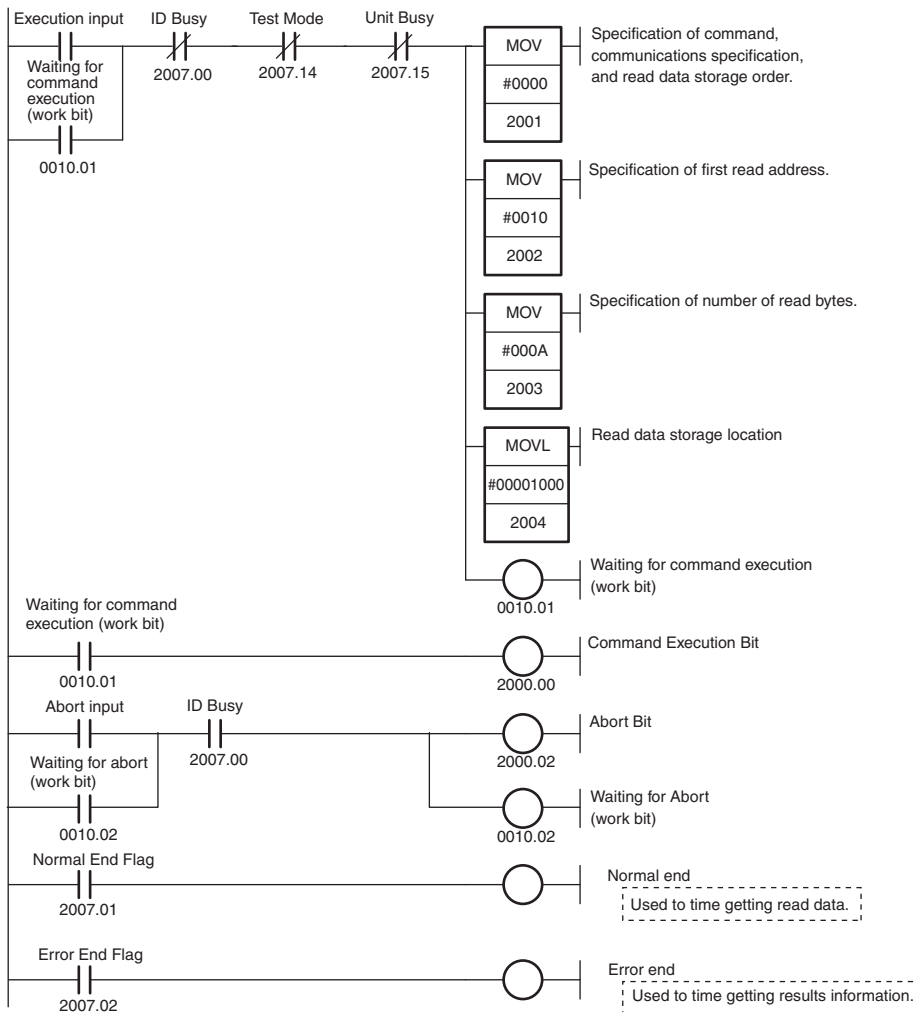 Execution input
ID Busy
Test Mode
Unit Busy
2007.00
2007.14
2007.15
Waiting for
command
execution
(work bit)
0010.01
MOV
#0000
2001
Specification of command,
communications specification,
and read data storage order.
MOV
#0010
2002
Specification of first read address.
MOV
#000A
2003
Specification of number of read bytes.
MOVL
#00001000
2004
Read data storage location
0010.01
Waiting for command execution
(work bit)
Waiting for command
execution (work bit)
0010.01
2000.00
Command Execution Bit
Abort input
ID Busy
2007.00
2000.02
Abort Bit
Waiting for abort
(work bit)
0010.02
0010.02
Waiting for Abort
(work bit)
Normal End Flag
2007.01
Normal end
Used to time getting read data.
Error End Flag
2007.02
Error end
Used to time getting results information.